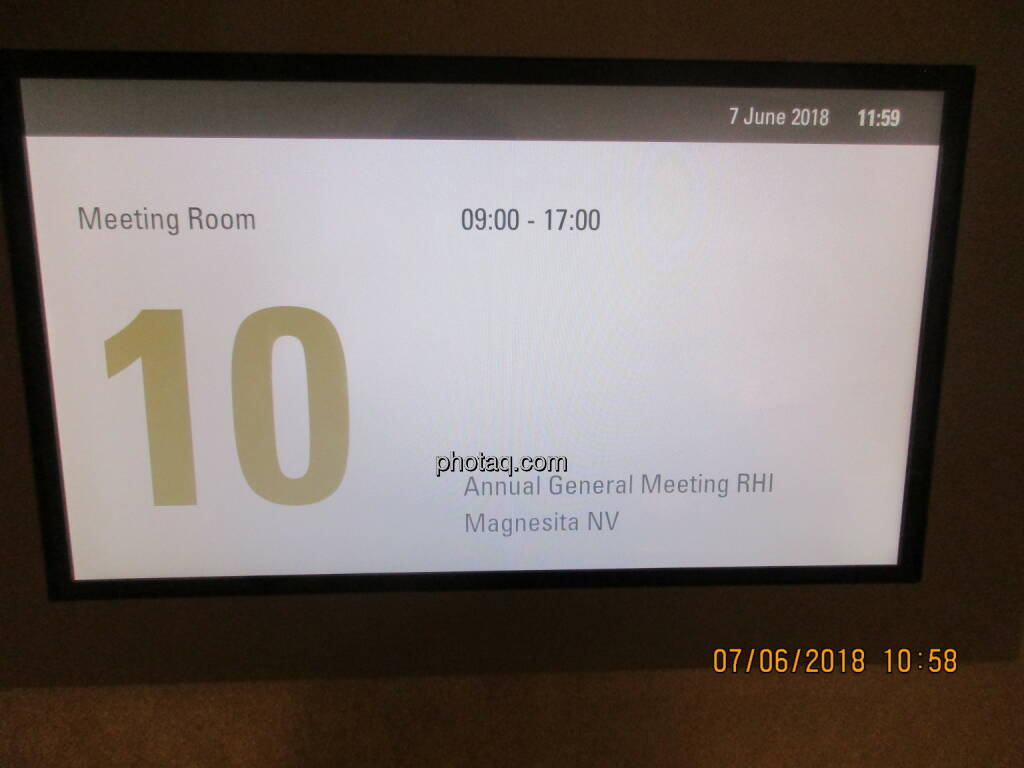 7 June 2018 11:59
Meeting Room 09:00 - 17:00
10
photaq.com
Annual General Meeting RHI
Magnesita NV
07/06/2018 10:58